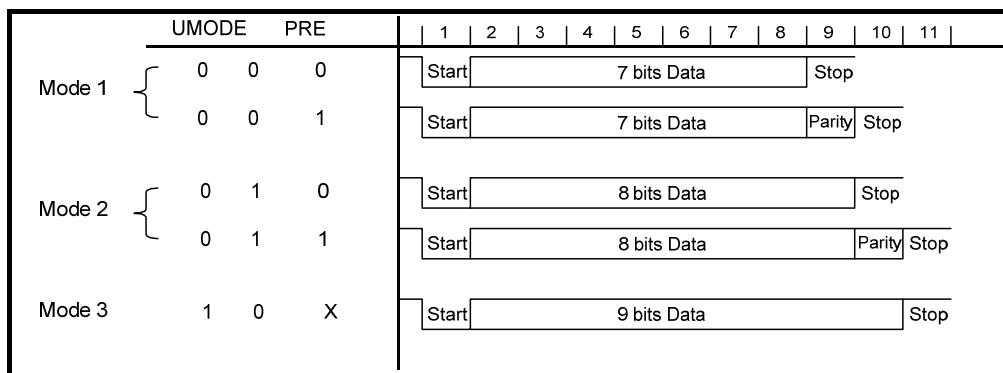 UMODE PRE 1 2 3 4 5 6 7 8 9 10 11
Mode 1
0 0 0 Start 7 bits Data Stop
0 0 1 Start 7 bits Data Parity Stop
Mode 2
0 1 0 Start 8 bits Data Stop
0 1 1 Start 8 bits Data Parity Stop
Mode 3 1 0 X Start 9 bits Data Stop